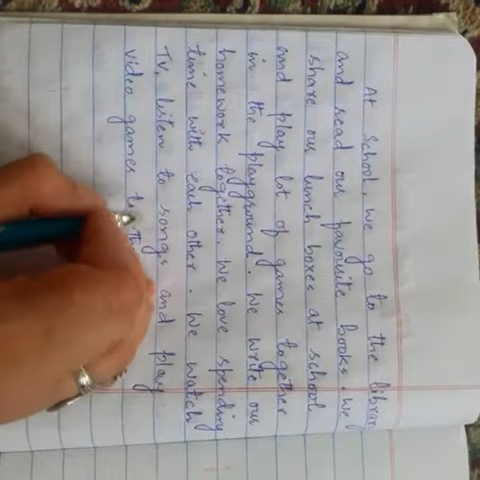 At School, we go to the librar
and read our favourite books. We
share our lunch boxes at school
and play lot of games together
in the playground. We write our
homework together. We love spending
time with each other. We watch
TV, listen to songs and play
video games to